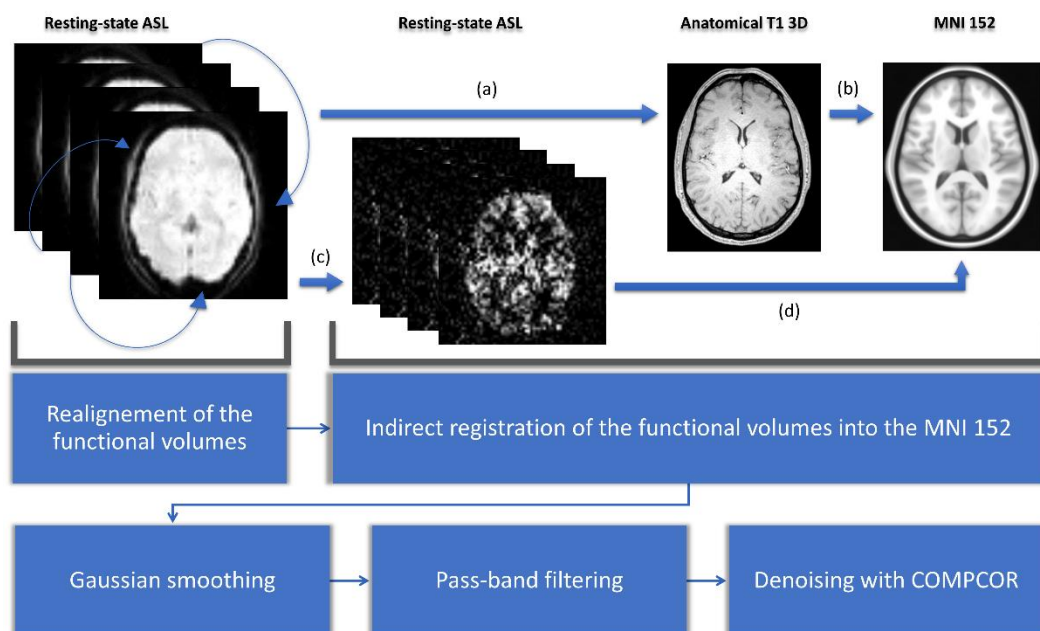 Resting-state ASL
Resting-state ASL
Anatomical T1 3D
MNI 152
(a)
(b)
(c)
(d)
Realignement of the
functional volumes
Indirect registration of the functional volumes into the MNI 152
Gaussian smoothing
Pass-band filtering
Denoising with COMPCOR